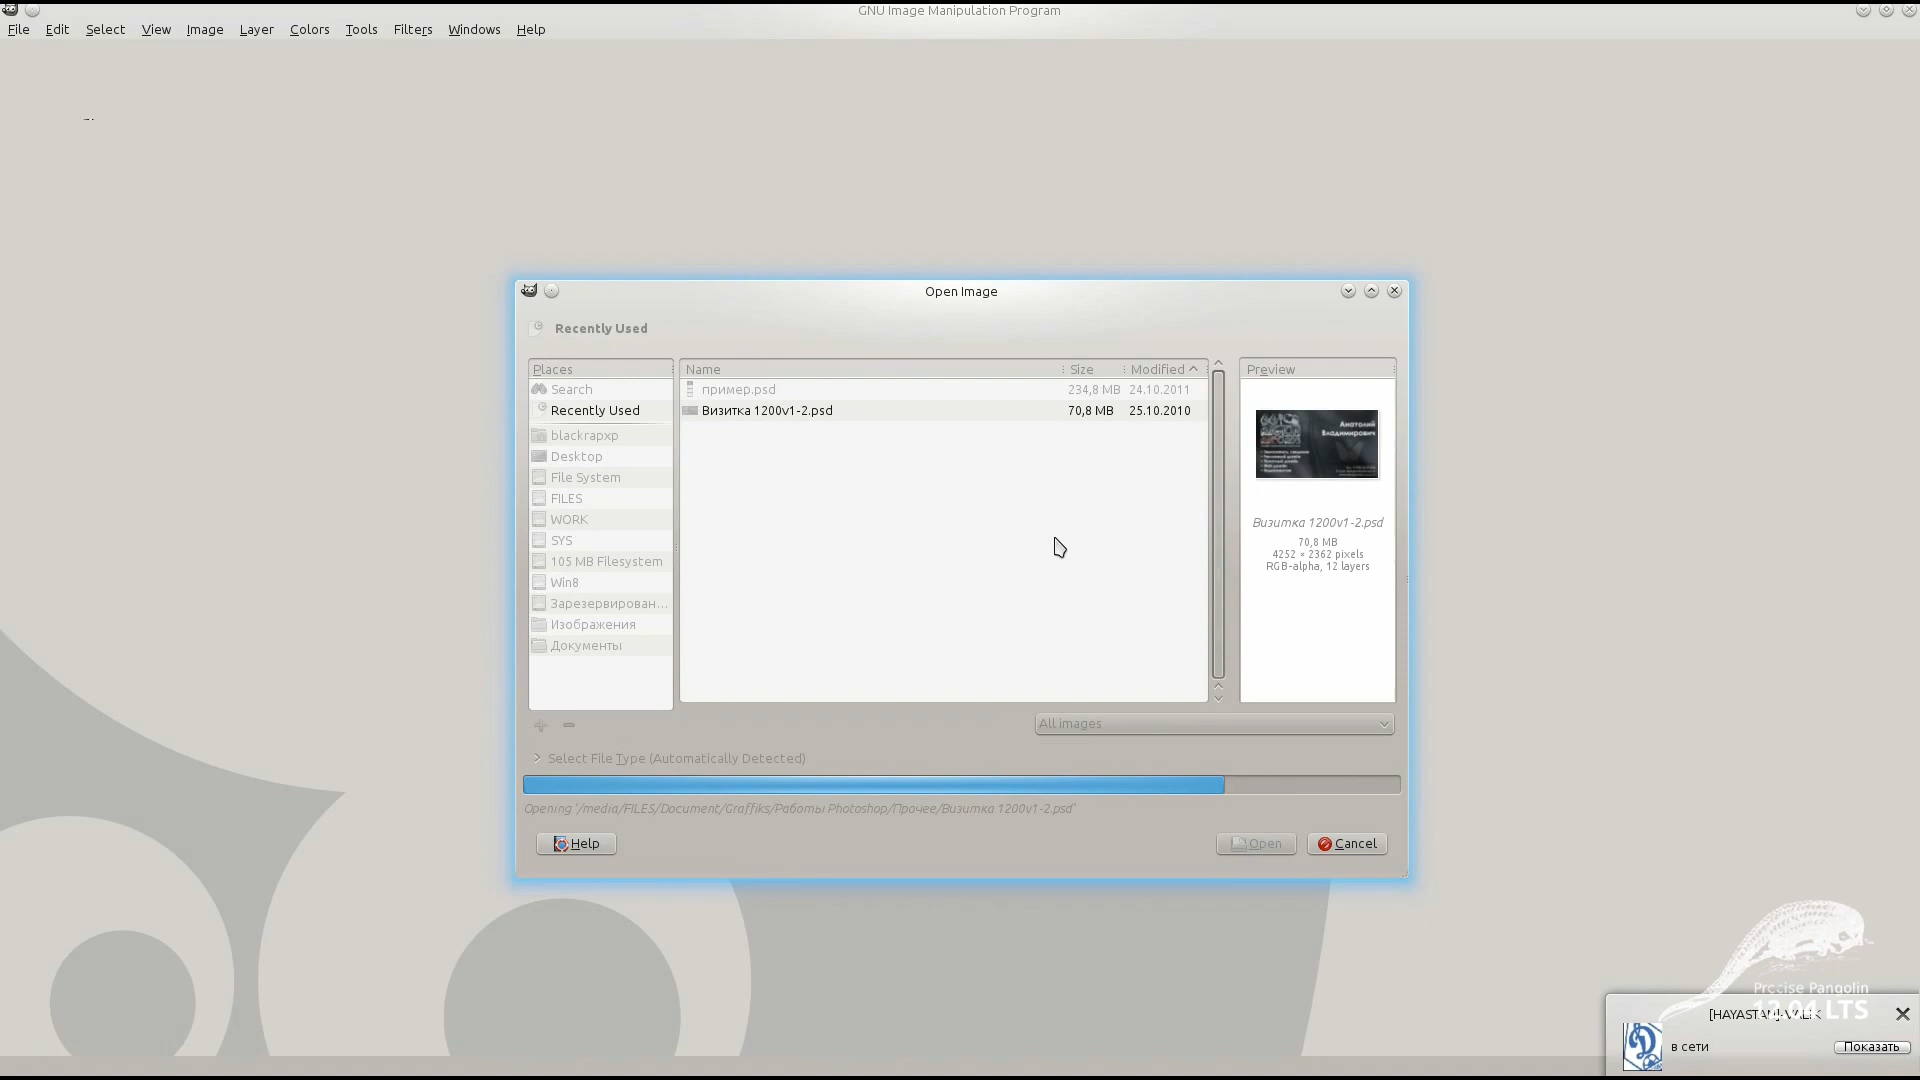 GNU Image Manipulation Program
File Edit Select View Image Layer Colors Tools Filters Windows Help
Open Image
Recently Used
Places
Search
Recently Used
blackrapxp
Desktop
File System
FILES
WORK
SYS
105 MB Filesystem
Win8
Зарезервирован...
Изображения
Документы
Name Size Modified
пример.psd 234,8 MB 24.10.2011
Визитка 1200v1-2.psd 70,8 MB 25.10.2010
Preview
Анатолий
Владимирович
Визитка 1200v1-2.psd
70,8 MB
4252 × 2362 pixels
RGB-alpha, 12 layers
All images
Select File Type (Automatically Detected)
Opening '/media/FILES/Document/Graffiks/Работы Photoshop/Прочее/Визитка 1200v1-2.psd'
Help Open Cancel
Precise Pangolin
12.04 LTS
в сети
Показать